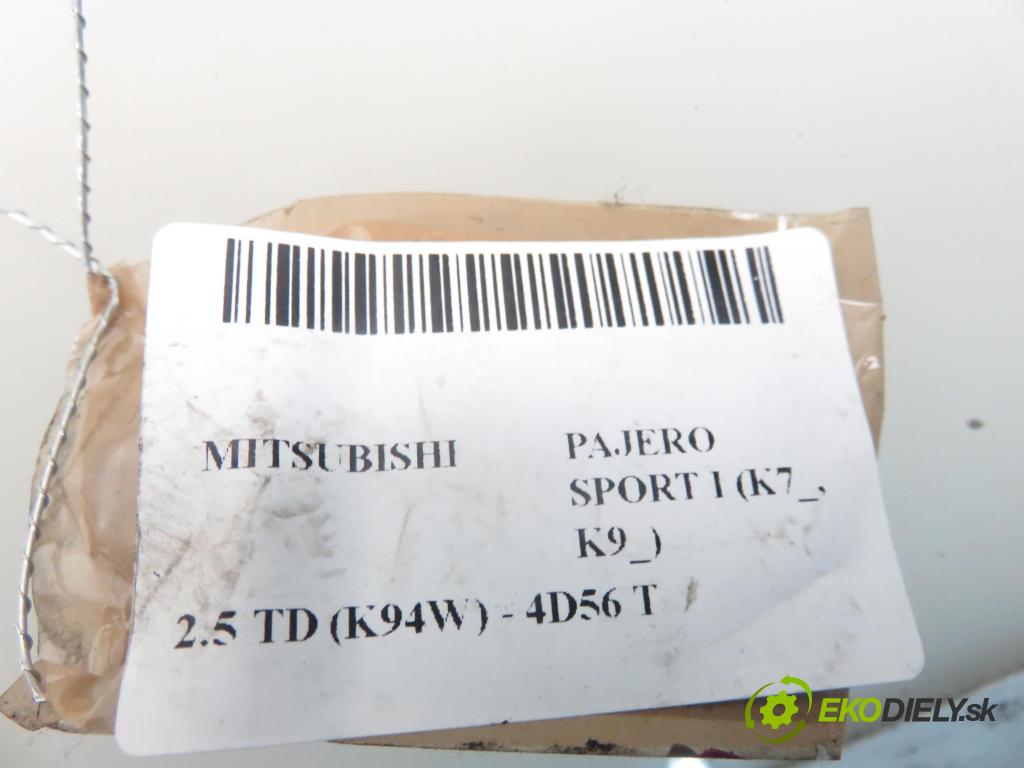 MITSUBISHI
PAJERO
SPORT I (K7_,
K9_)
2.5 TD (K94W) - 4D56 T
EKODIELY.sk